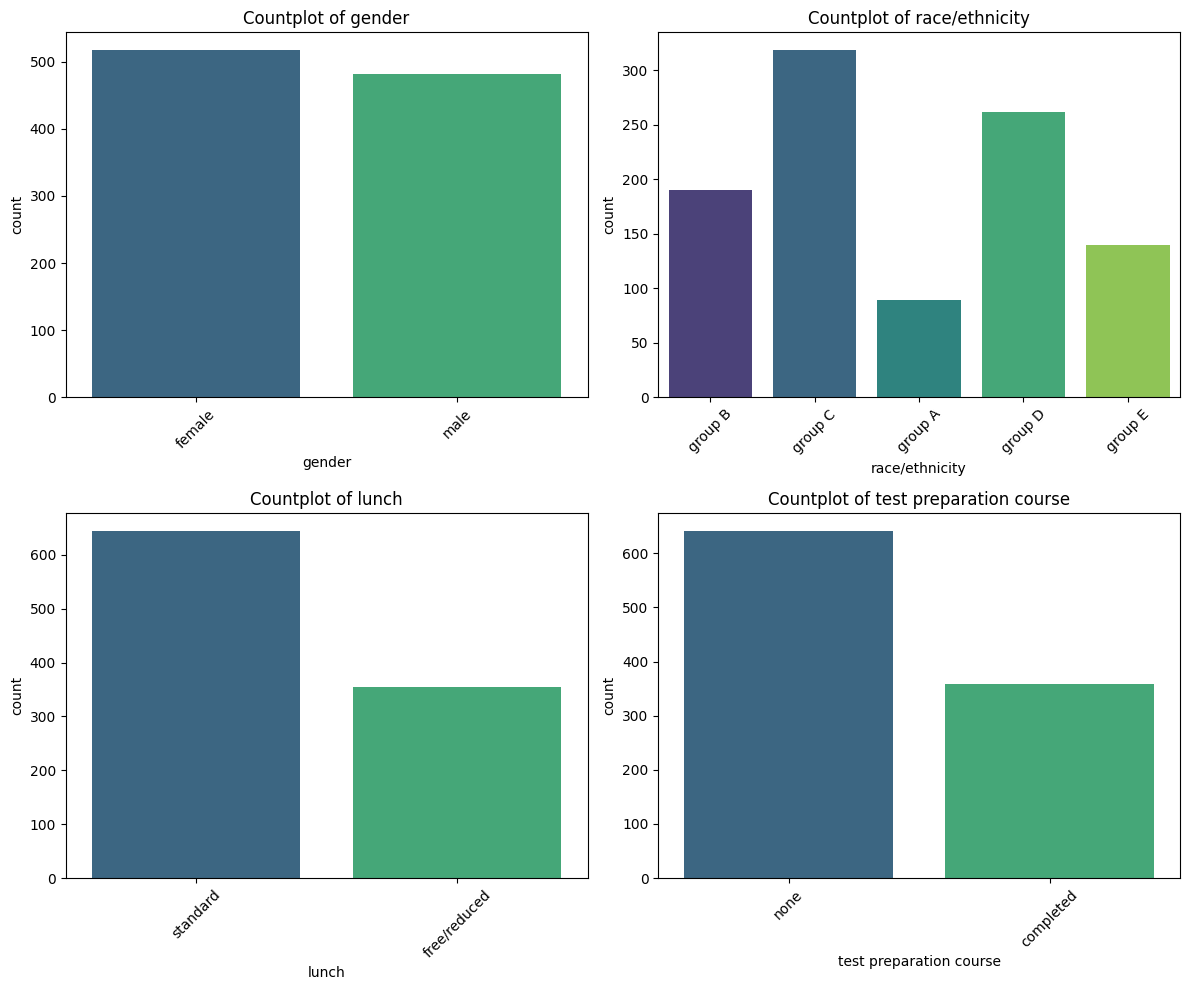 Countplot of gender
count
500
400
300
200
100
0
female
male
gender
Countplot of race/ethnicity
count
300
250
200
150
100
50
0
group B
group C
group A
group D
group E
race/ethnicity
Countplot of lunch
count
600
500
400
300
200
100
0
standard
free/reduced
lunch
Countplot of test preparation course
count
600
500
400
300
200
100
0
none
completed
test preparation course